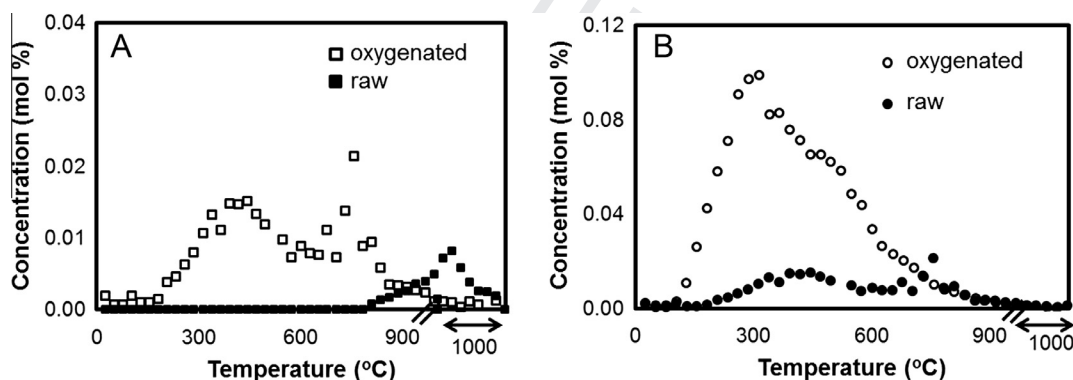 A
oxygenated
raw
0.04
0.03
0.02
0.01
0.00
Concentration (mol %)
0
300
600
900
1000
Temperature (°C)
B
oxygenated
raw
0.12
0.08
0.04
0.00
Concentration (mol %)
0
300
600
900
1000
Temperature (°C)